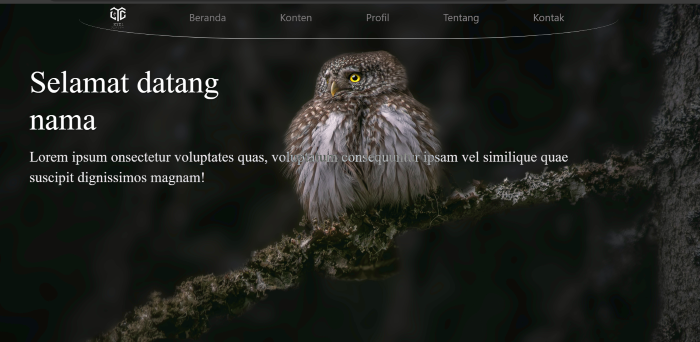 Beranda Konten Profil Tentang Kontak
Selamat datang
nama
Lorem ipsum onsectetur voluptates quas, voluptatum consequuntur ipsam vel similique quae
suscipit dignissimos magnam!